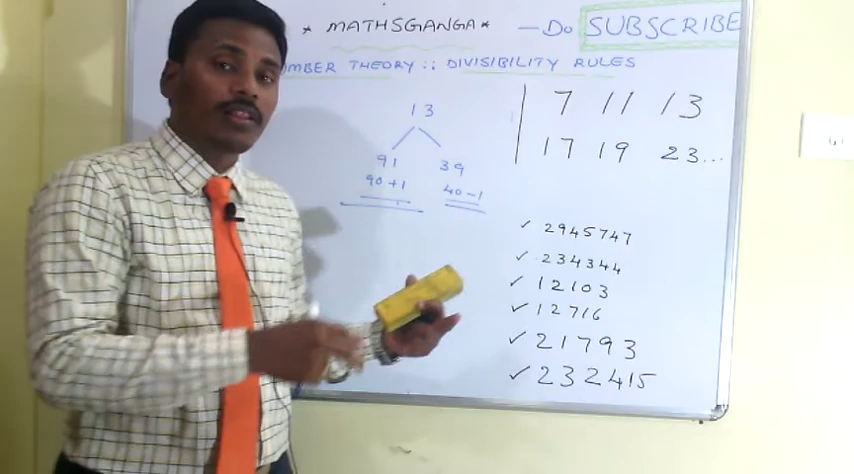 * MATHSGANGA * — Do SUBSCRIBE
MBER THEORY :: DIVISIBILITY RULES
13
91 39
90+1 40-1
7 11 13
17 19 23...
✓ 2945747
✓ 234344
✓ 12103
✓ 12716
✓ 21793
✓ 232415